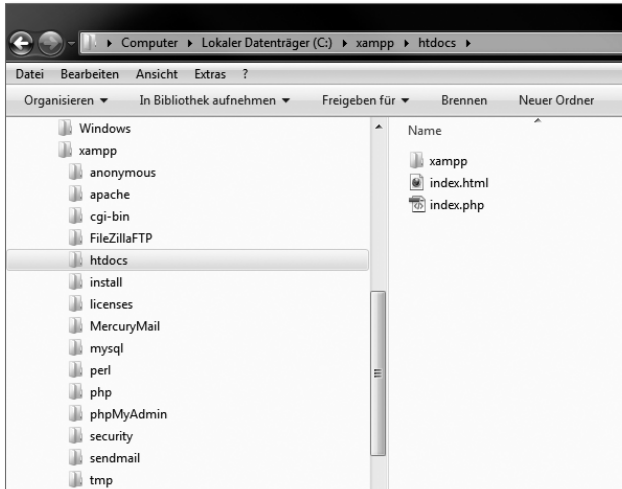 Computer Lokaler Datenträger (C:) xampp htdocs
Datei Bearbeiten Ansicht Extras ?
Organisieren In Bibliothek aufnehmen Freigeben für Brennen Neuer Ordner
Windows
xampp
anonymous
apache
cgi-bin
FileZillaFTP
htdocs
install
licenses
MercuryMail
mysql
perl
php
phpMyAdmin
security
sendmail
tmp
Name
xampp
index.html
index.php